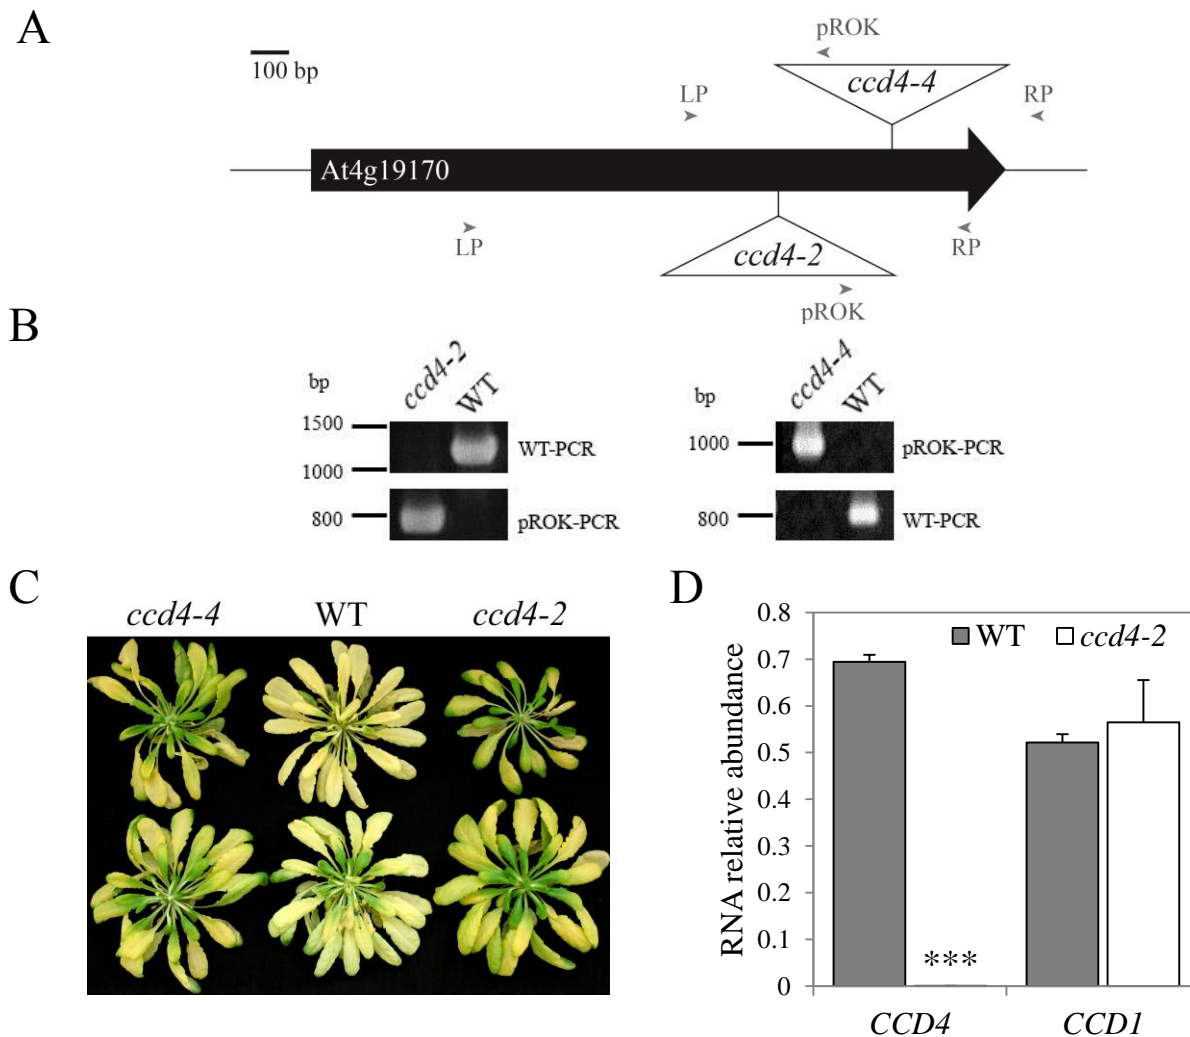 A
100 bp
pROK
ccd4-4
LP
RP
At4g19170
LP
RP
ccd4-2
pROK
B
bp
ccd4-2
WT
1500
1000
WT-PCR
800
pROK-PCR
bp
ccd4-4
WT
1000
pROK-PCR
800
WT-PCR
C
ccd4-4 WT ccd4-2
D
RNA relative abundance
0.8
0.7
0.6
0.5
0.4
0.3
0.2
0.1
0
WT ccd4-2
***
CCD4 CCD1